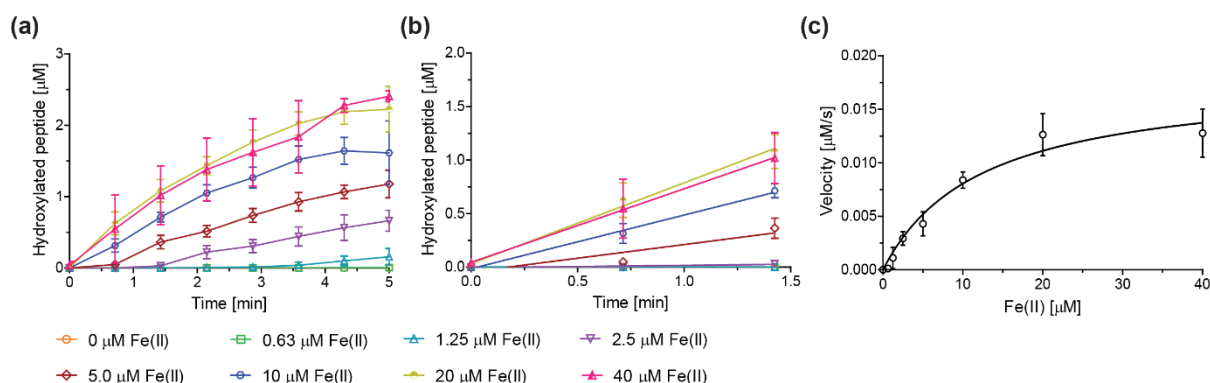 (a)
Hydroxylated peptide [µM]
3
2
1
0
0 1 2 3 4 5
Time [min]
(b)
Hydroxylated peptide [µM]
2.0
1.5
1.0
0.5
0
0.0 0.5 1.0 1.5
Time [min]
(c)
Velocity [µM/s]
0.020
0.015
0.010
0.005
0.000
0 10 20 30 40
Fe(II) [µM]
0 µM Fe(II) 0.63 µM Fe(II) 1.25 µM Fe(II) 2.5 µM Fe(II)
5.0 µM Fe(II) 10 µM Fe(II) 20 µM Fe(II) 40 µM Fe(II)